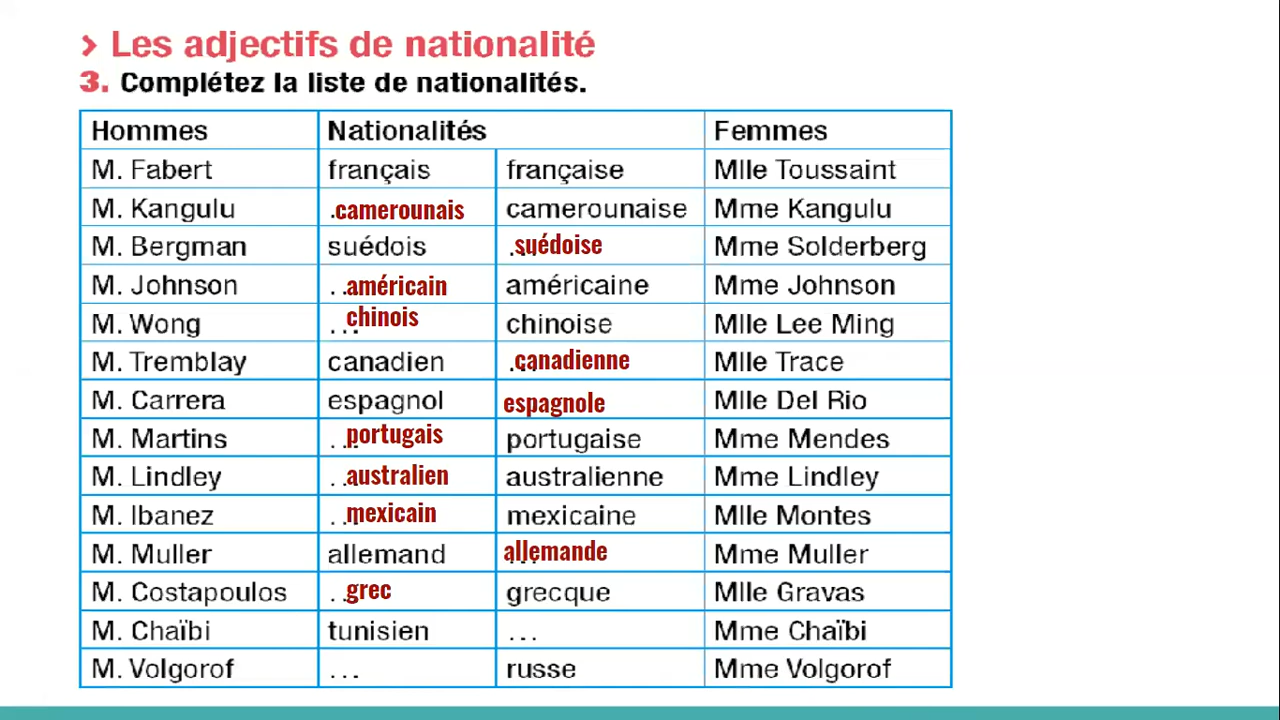 › Les adjectifs de nationalité
3. Complétez la liste de nationalités.
Hommes Nationalités Femmes
M. Fabert français française Mlle Toussaint
M. Kangulu .camerounais camerounaise Mme Kangulu
M. Bergman suédois ...suédoise Mme Solderberg
M. Johnson ...américain américaine Mme Johnson
M. Wong ...chinois chinoise Mlle Lee Ming
M. Tremblay canadien ...canadienne Mlle Trace
M. Carrera espagnol espagnole Mlle Del Rio
M. Martins ...portugais portugaise Mme Mendes
M. Lindley ...australien australienne Mme Lindley
M. Ibanez ...mexicain mexicaine Mlle Montes
M. Muller allemand ...allemande Mme Muller
M. Costapoulos ...grec grecque Mlle Gravas
M. Chaïbi tunisien ... Mme Chaïbi
M. Volgorof ... russe Mme Volgorof